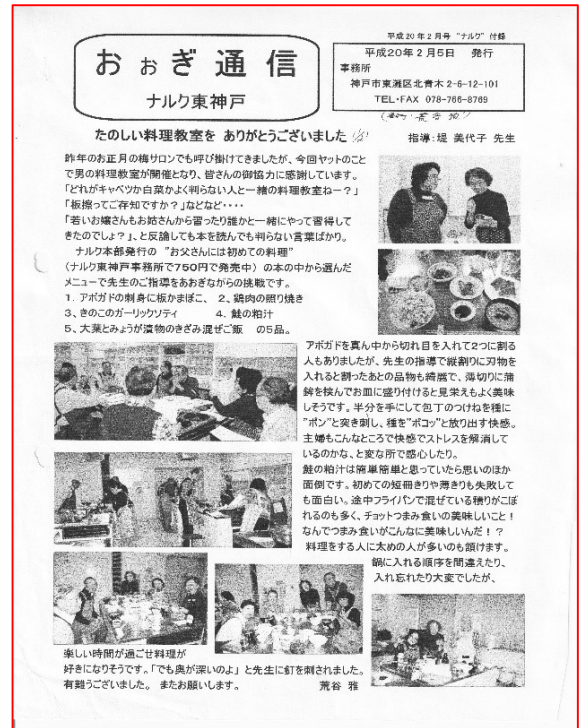 平成20年2月号 "ナルク" 付録
おぉぎ通信
ナルク東神戸
平成20年2月5日 発行
事務所
神戸市東灘区北青木2-6-12-101
TEL・FAX 078-766-8769
たのしい料理教室を ありがとうございました
指導:堤 美代子 先生
昨年のお正月の梅サロンでも呼び掛けてきましたが、今回ヤットのこと
で男の料理教室が開催となり、皆さんの御協力に感謝しています。
「どれがキャベツか白菜かよく判らない人と一緒の料理教室ねー?」
「板擦ってご存知ですか?」などなど・・・・
「若いお嬢さんもお姑さんから習ったり誰かと一緒にやって習得して
きたのでしょ?」、と反論しても本を読んでも判らない言葉ばかり。
ナルク本部発行の "お父さんには初めての料理"
(ナルク東神戸事務所で750円で発売中) の本の中から選んだ
メニューで先生のご指導をあおぎながらの挑戦です。
1. アボガドの刺身に板かまぼこ、 2、鶏肉の照り焼き
3、きのこのガーリックソティ 4. 鮭の粕汁
5、大葉とみょうが漬物のきざみ混ぜご飯 の5品。
アボガドを真ん中から切れ目を入れて2つに割る
人もありましたが、先生の指導で縦割りに刃物を
入れると割ったあとの品物も綺麗で、薄切りに蒲
鉾を挟んでお皿に盛り付けると見栄えもよく美味
しそうです。半分を手にして包丁のつけねを種に
"ポン"と突き刺し、種を"ポコッ"と放り出す快感。
主婦もこんなところで快感でストレスを解消して
いるのかな、と変な所で感心したり。
鮭の粕汁は簡単簡単と思っていたら思いのほか
面倒です。初めての短冊きりや薄きりも失敗して
も面白い。途中フライパンで混ぜている積りがこぼ
れるのも多く、チョットつまみ食いの美味しいこと!
なんでつまみ食いがこんなに美味しいんだ!?
料理をする人に太めの人が多いのも頷けます。
鍋に入れる順序を間違えたり、
入れ忘れたり大変でしたが、
楽しい時間が過ごせ料理が
好きになりそうです。「でも奥が深いのよ」と先生に釘を刺されました。
有難うございました。 またお願いします。 荒谷 雅